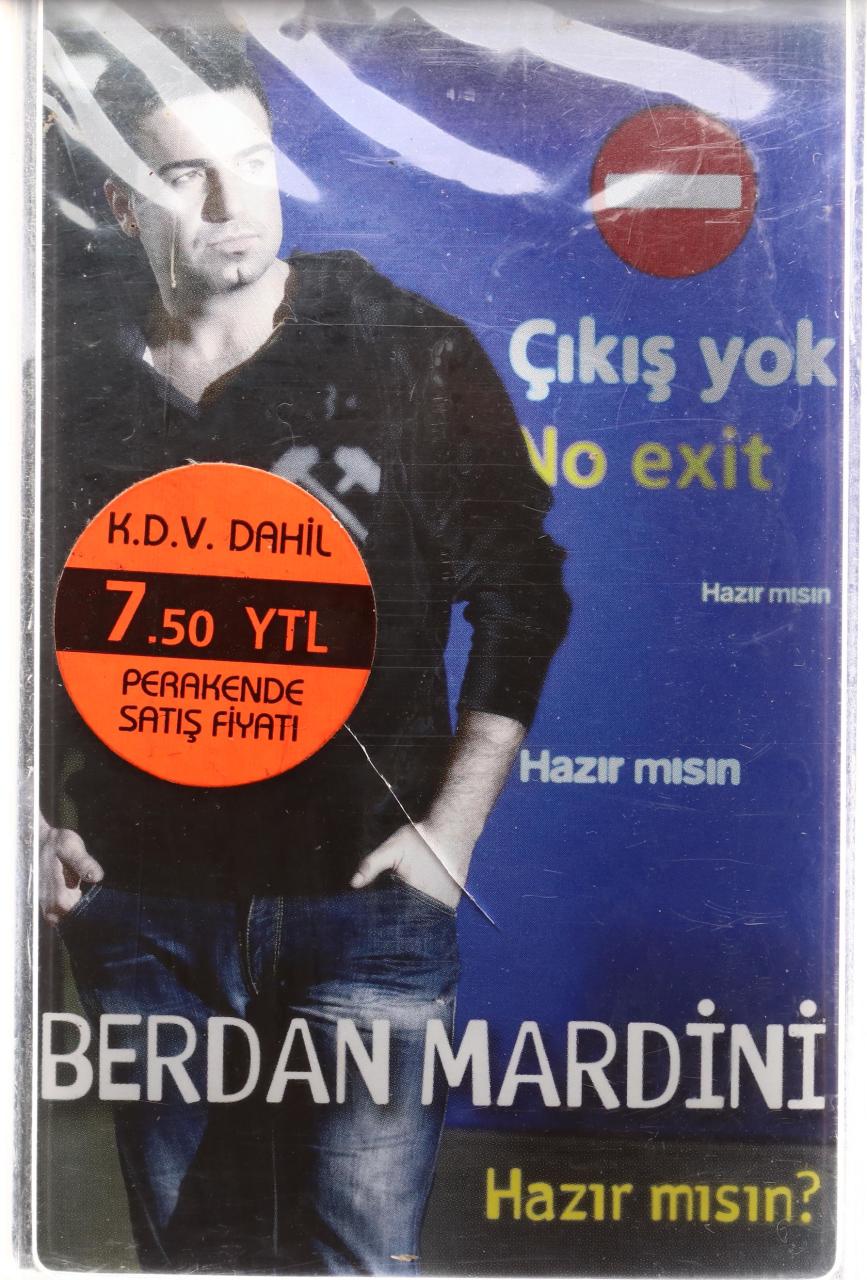 Çıkış yok
No exit
K.D.V. DAHİL
7.50 YTL
PERAKENDE
SATIŞ FİYATI
Hazır mısın
Hazır mısın
BERDAN MARDİNİ
Hazır mısın?